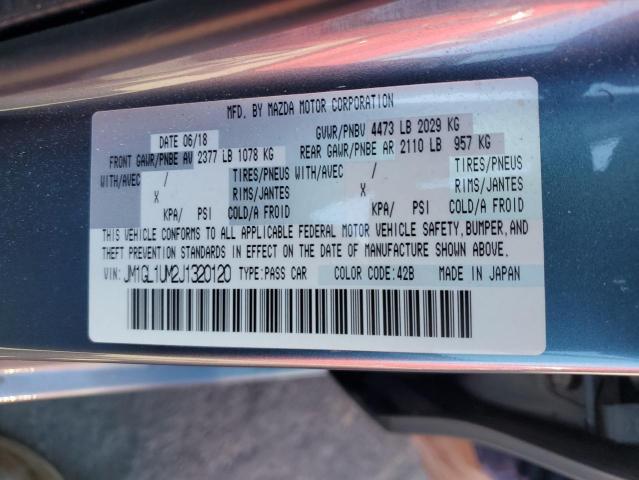 MFD. BY MAZDA MOTOR CORPORATION
DATE 06/18 GVWR/PNBV 4473 LB 2029 KG
FRONT GAWR/PNBE AV 2377 LB 1078 KG REAR GAWR/PNBE AR 2110 LB 957 KG
WITH/AVEC / TIRES/PNEUS WITH/AVEC / TIRES/PNEUS
X RIMS/JANTES X RIMS/JANTES
KPA/ PSI COLD/A FROID KPA/ PSI COLD/A FROID
THIS VEHICLE CONFORMS TO ALL APPLICABLE FEDERAL MOTOR VEHICLE SAFETY, BUMPER, AND
THEFT PREVENTION STANDARDS IN EFFECT ON THE DATE OF MANUFACTURE SHOWN ABOVE.
VIN: JM1GL1UM2J1320120 TYPE:PASS CAR COLOR CODE:42B MADE IN JAPAN